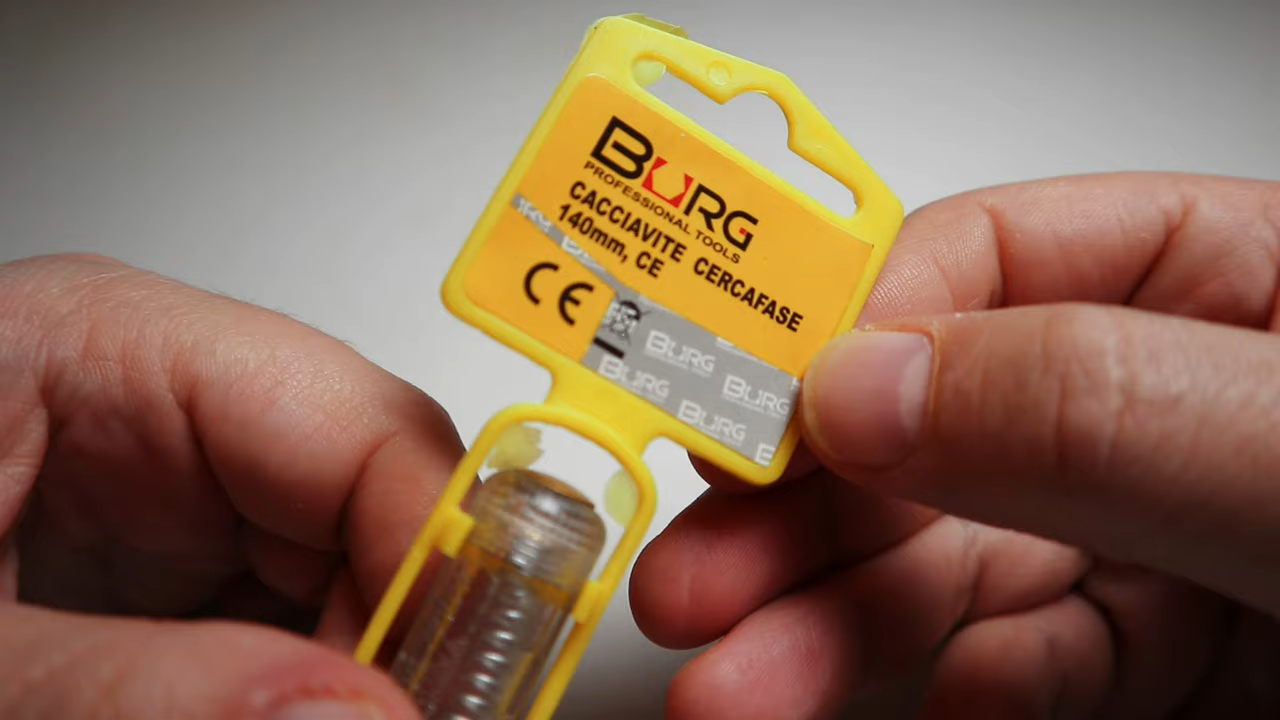 BURG
PROFESSIONAL TOOLS
CACCIAVITE CERCAFASE
140mm, CE
CE
BURG
BURG
BURG
BURG